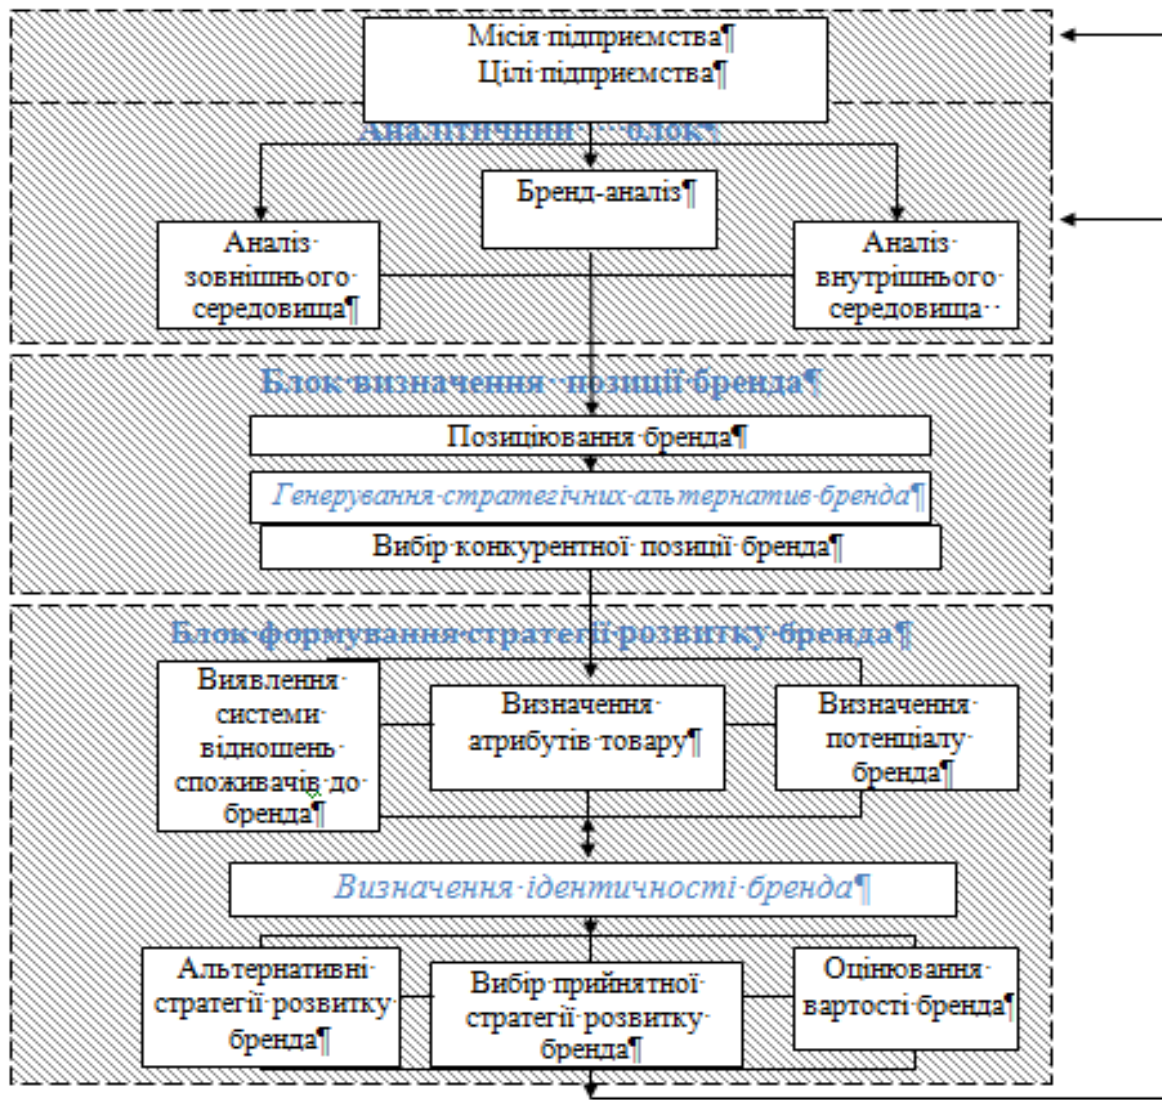 Місія підприємства¶
Цілі підприємства¶
Аналітичний блок¶
Бренд-аналіз¶
Аналіз
зовнішнього
середовища¶
Аналіз
внутрішнього
середовища
Блок визначення позиції бренда¶
Позиціювання бренда¶
Генерування стратегічних альтернатив бренда¶
Вибір конкурентної позиції бренда¶
Блок формування стратегії розвитку бренда¶
Виявлення
системи
відношень
споживачів до
бренда¶
Визначення
атрибутів товару¶
Визначення
потенціалу
бренда¶
Визначення ідентичності бренда¶
Альтернативні
стратегії розвитку
бренда¶
Вибір прийнятної
стратегії розвитку
бренда¶
Оцінювання
вартості бренда¶